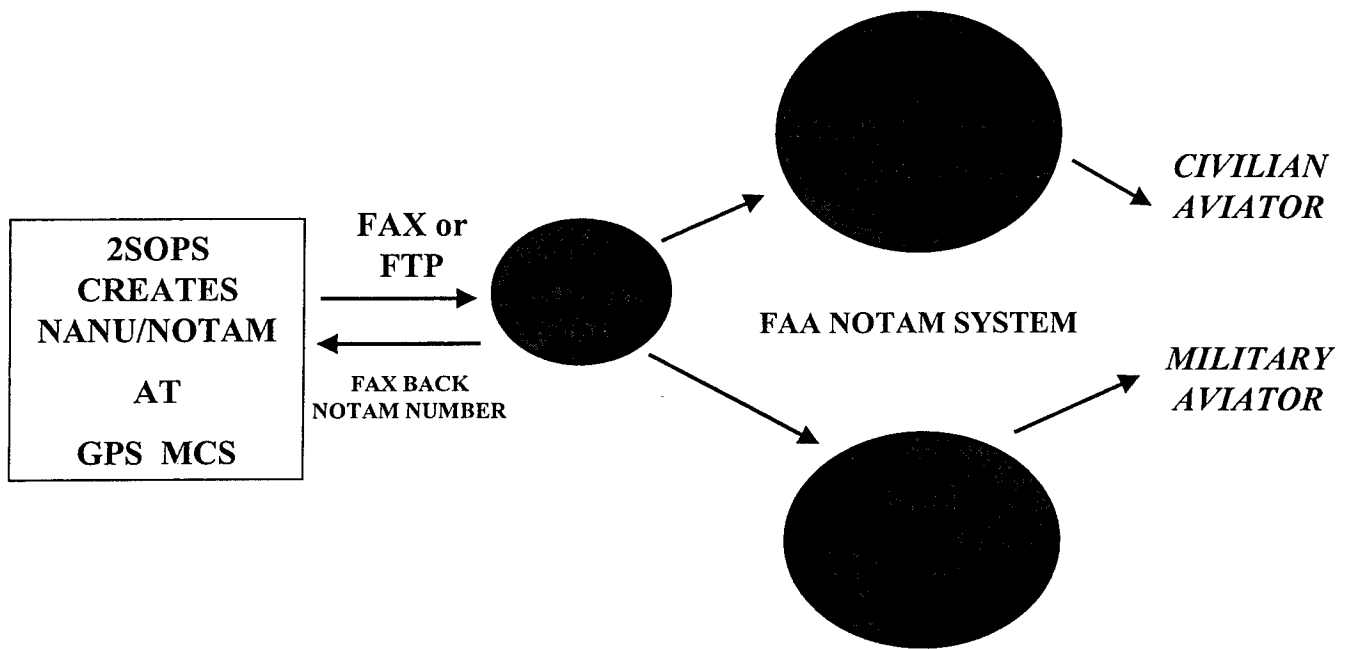 2SOPS
CREATES
NANU/NOTAM
AT
GPS MCS
FAX or
FTP
FAX BACK
NOTAM NUMBER
FAA NOTAM SYSTEM
CIVILIAN
AVIATOR
MILITARY
AVIATOR